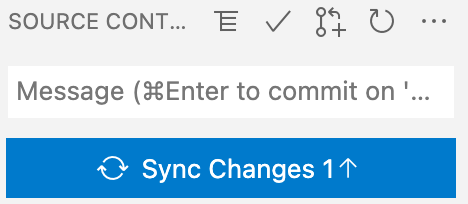 SOURCE CONT...
Message (⌘Enter to commit on '...
Sync Changes 1↑